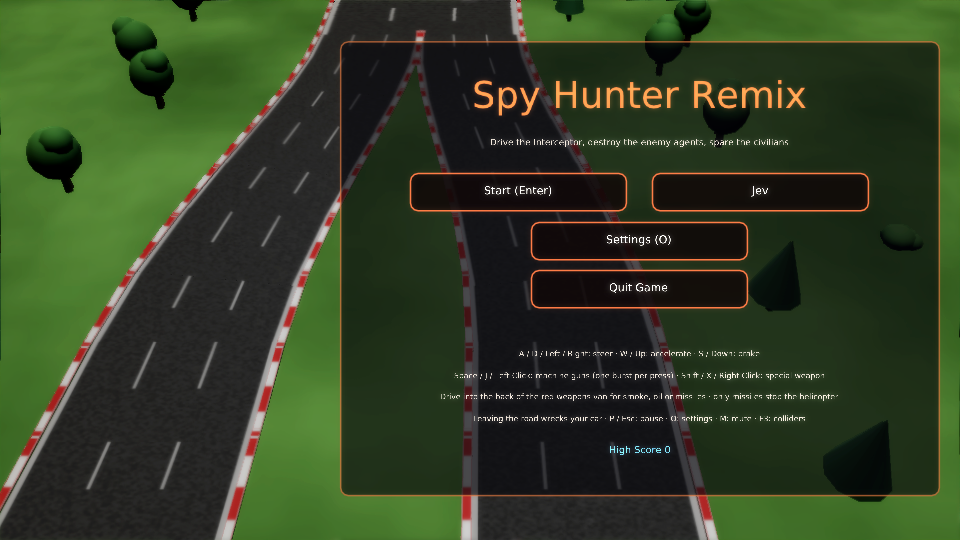 Spy Hunter Remix
Drive the Interceptor, destroy the enemy agents, spare the civilians
Start (Enter)
Jev
Settings (O)
Quit Game
A / D / Left / Right: steer · W / Up: accelerate · S / Down: brake
Space / J / Left Click: machine guns (one burst per press) · Shift / X / Right Click: special weapon
Drive into the back of the red weapons van for smoke, oil or missiles · only missiles stop the helicopter
Leaving the road wrecks your car · P / Esc: pause · O: settings · M: mute · F3: colliders
High Score 0